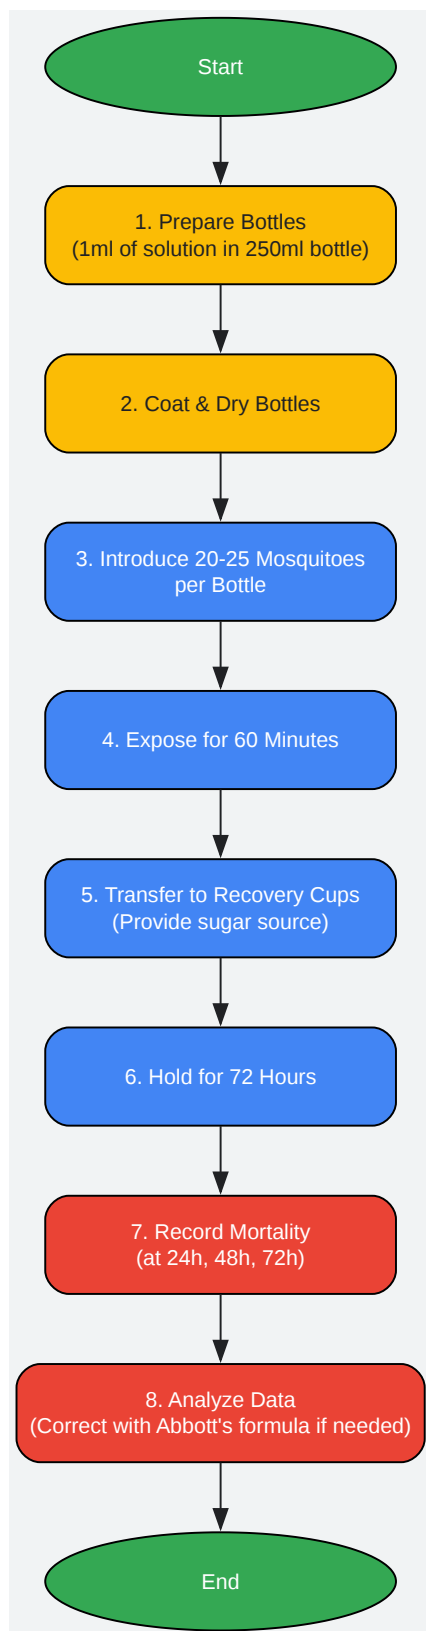 Start
1. Prepare Bottles
(1ml of solution in 250ml bottle)
2. Coat & Dry Bottles
3. Introduce 20-25 Mosquitoes
per Bottle
4. Expose for 60 Minutes
5. Transfer to Recovery Cups
(Provide sugar source)
6. Hold for 72 Hours
7. Record Mortality
(at 24h, 48h, 72h)
8. Analyze Data
(Correct with Abbott's formula if needed)
End